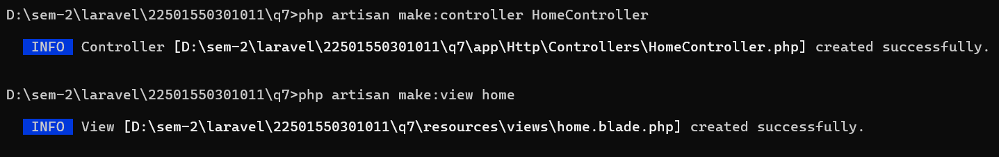 D:\sem-2\laravel\22501550301011\q7>php artisan make:controller HomeController
INFO Controller [D:\sem-2\laravel\22501550301011\q7\app\Http\Controllers\HomeController.php] created successfully.
D:\sem-2\laravel\22501550301011\q7>php artisan make:view home
INFO View [D:\sem-2\laravel\22501550301011\q7\resources\views\home.blade.php] created successfully.